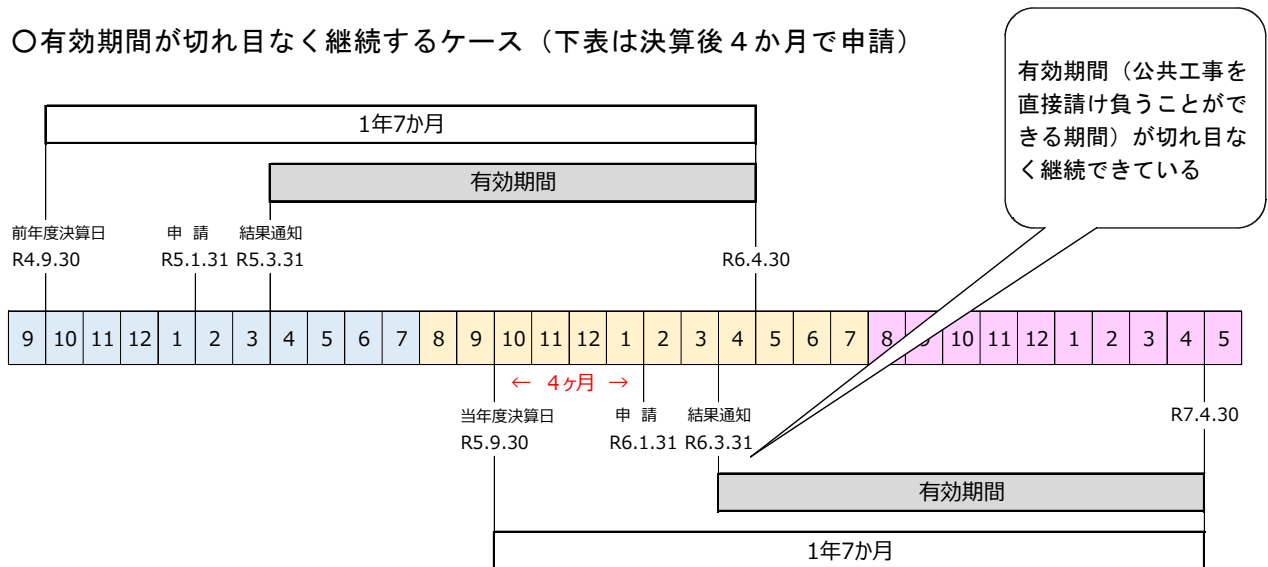 〇有効期間が切れ目なく継続するケース（下表は決算後４か月で申請）
有効期間（公共工事を
直接請け負うことがで
きる期間）が切れ目な
く継続できている
1年7か月
有効期間
前年度決算日 申 請 結果通知
R4.9.30 R5.1.31 R5.3.31 R6.4.30
9 10 11 12 1 2 3 4 5 6 7 8 9 10 11 12 1 2 3 4 5 6 7 8 9 10 11 12 1 2 3 4 5
← 4ヶ月 →
当年度決算日 申 請 結果通知 R7.4.30
R5.9.30 R6.1.31 R6.3.31
有効期間
1年7か月